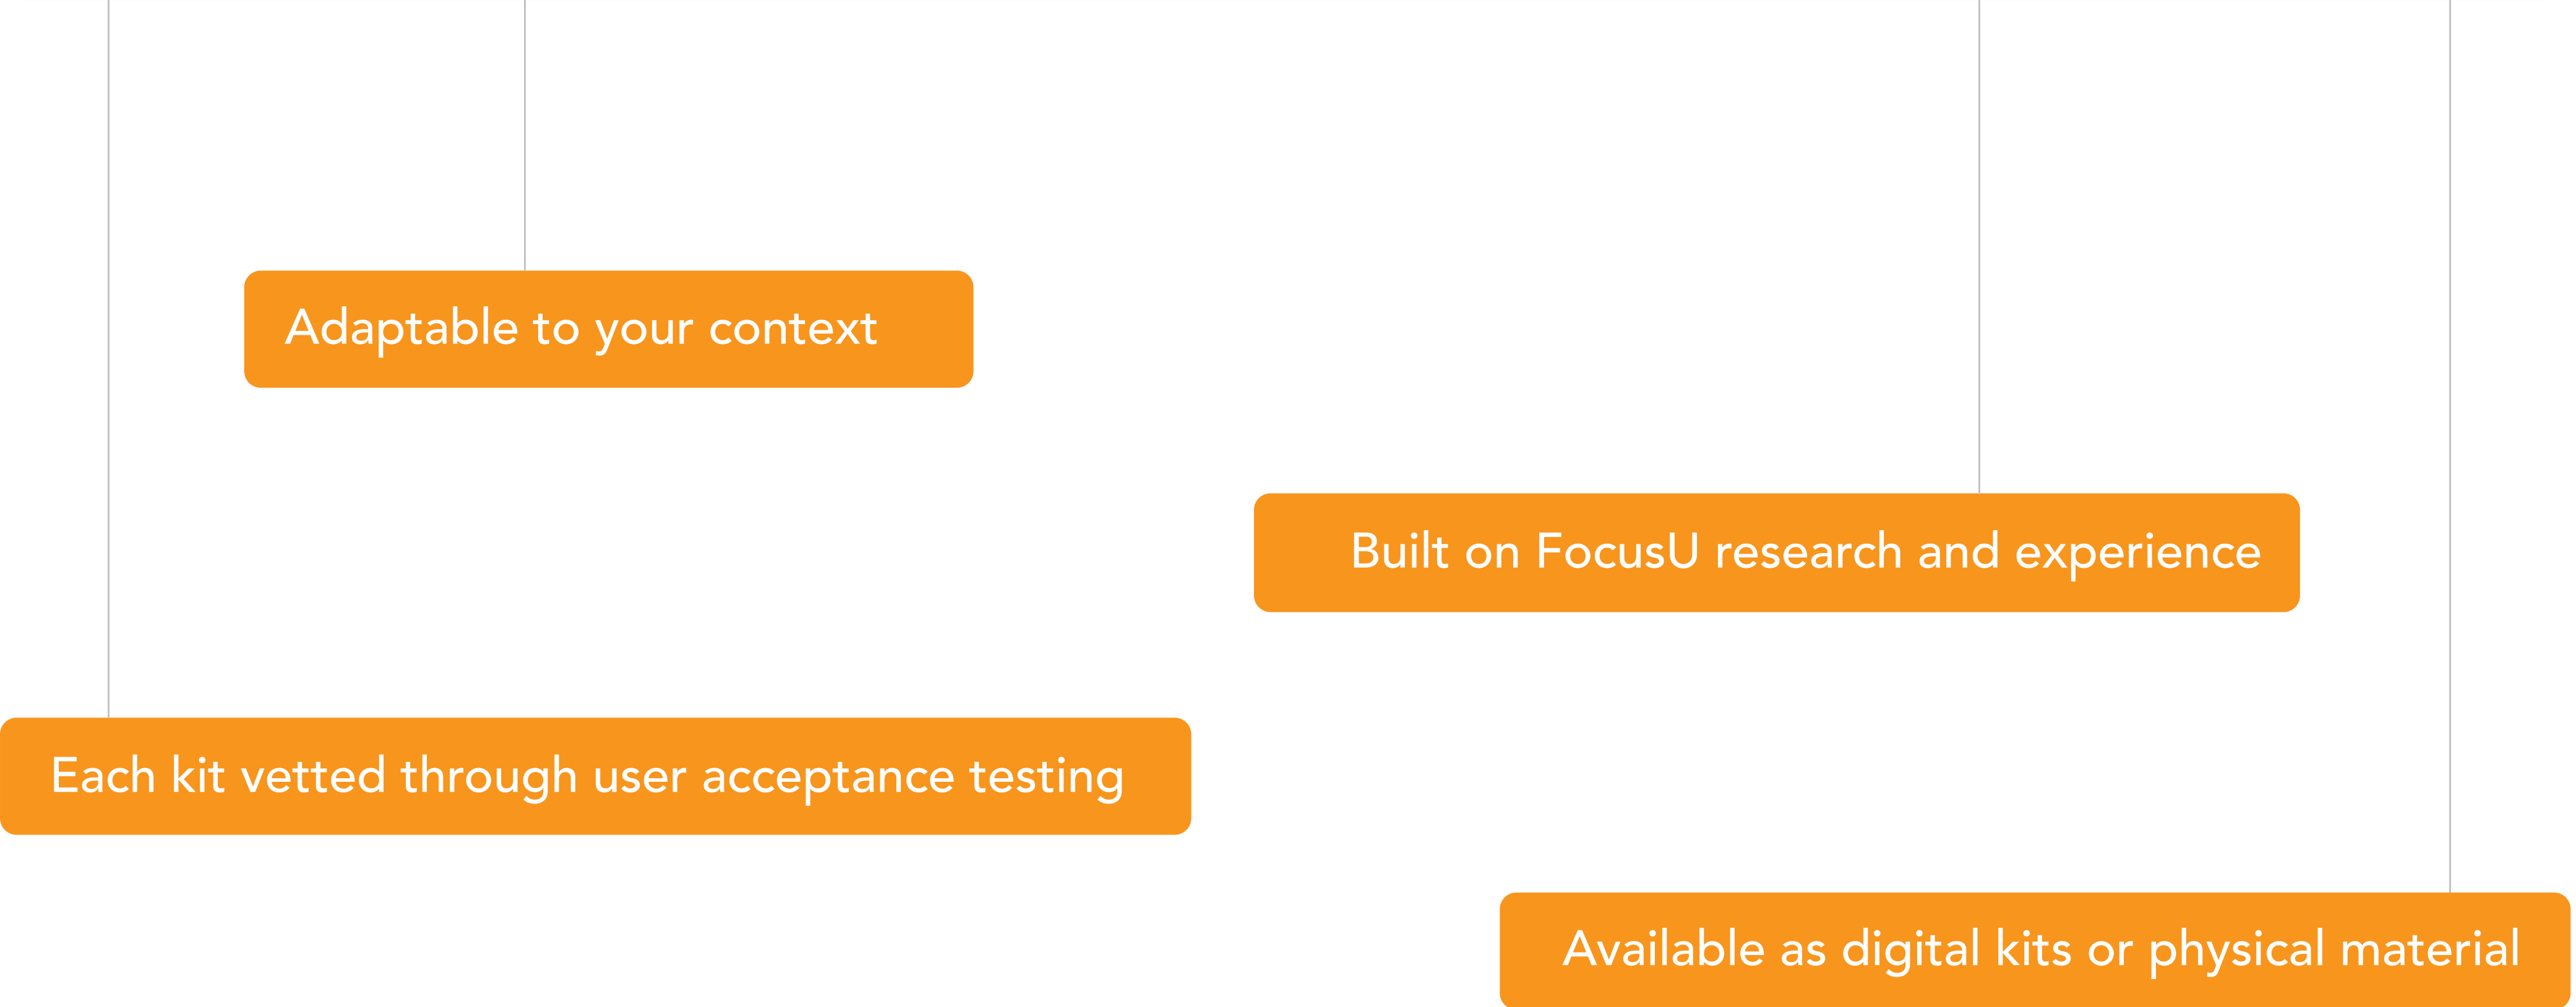 Adaptable to your context
Built on FocusU research and experience
Each kit vetted through user acceptance testing
Available as digital kits or physical material